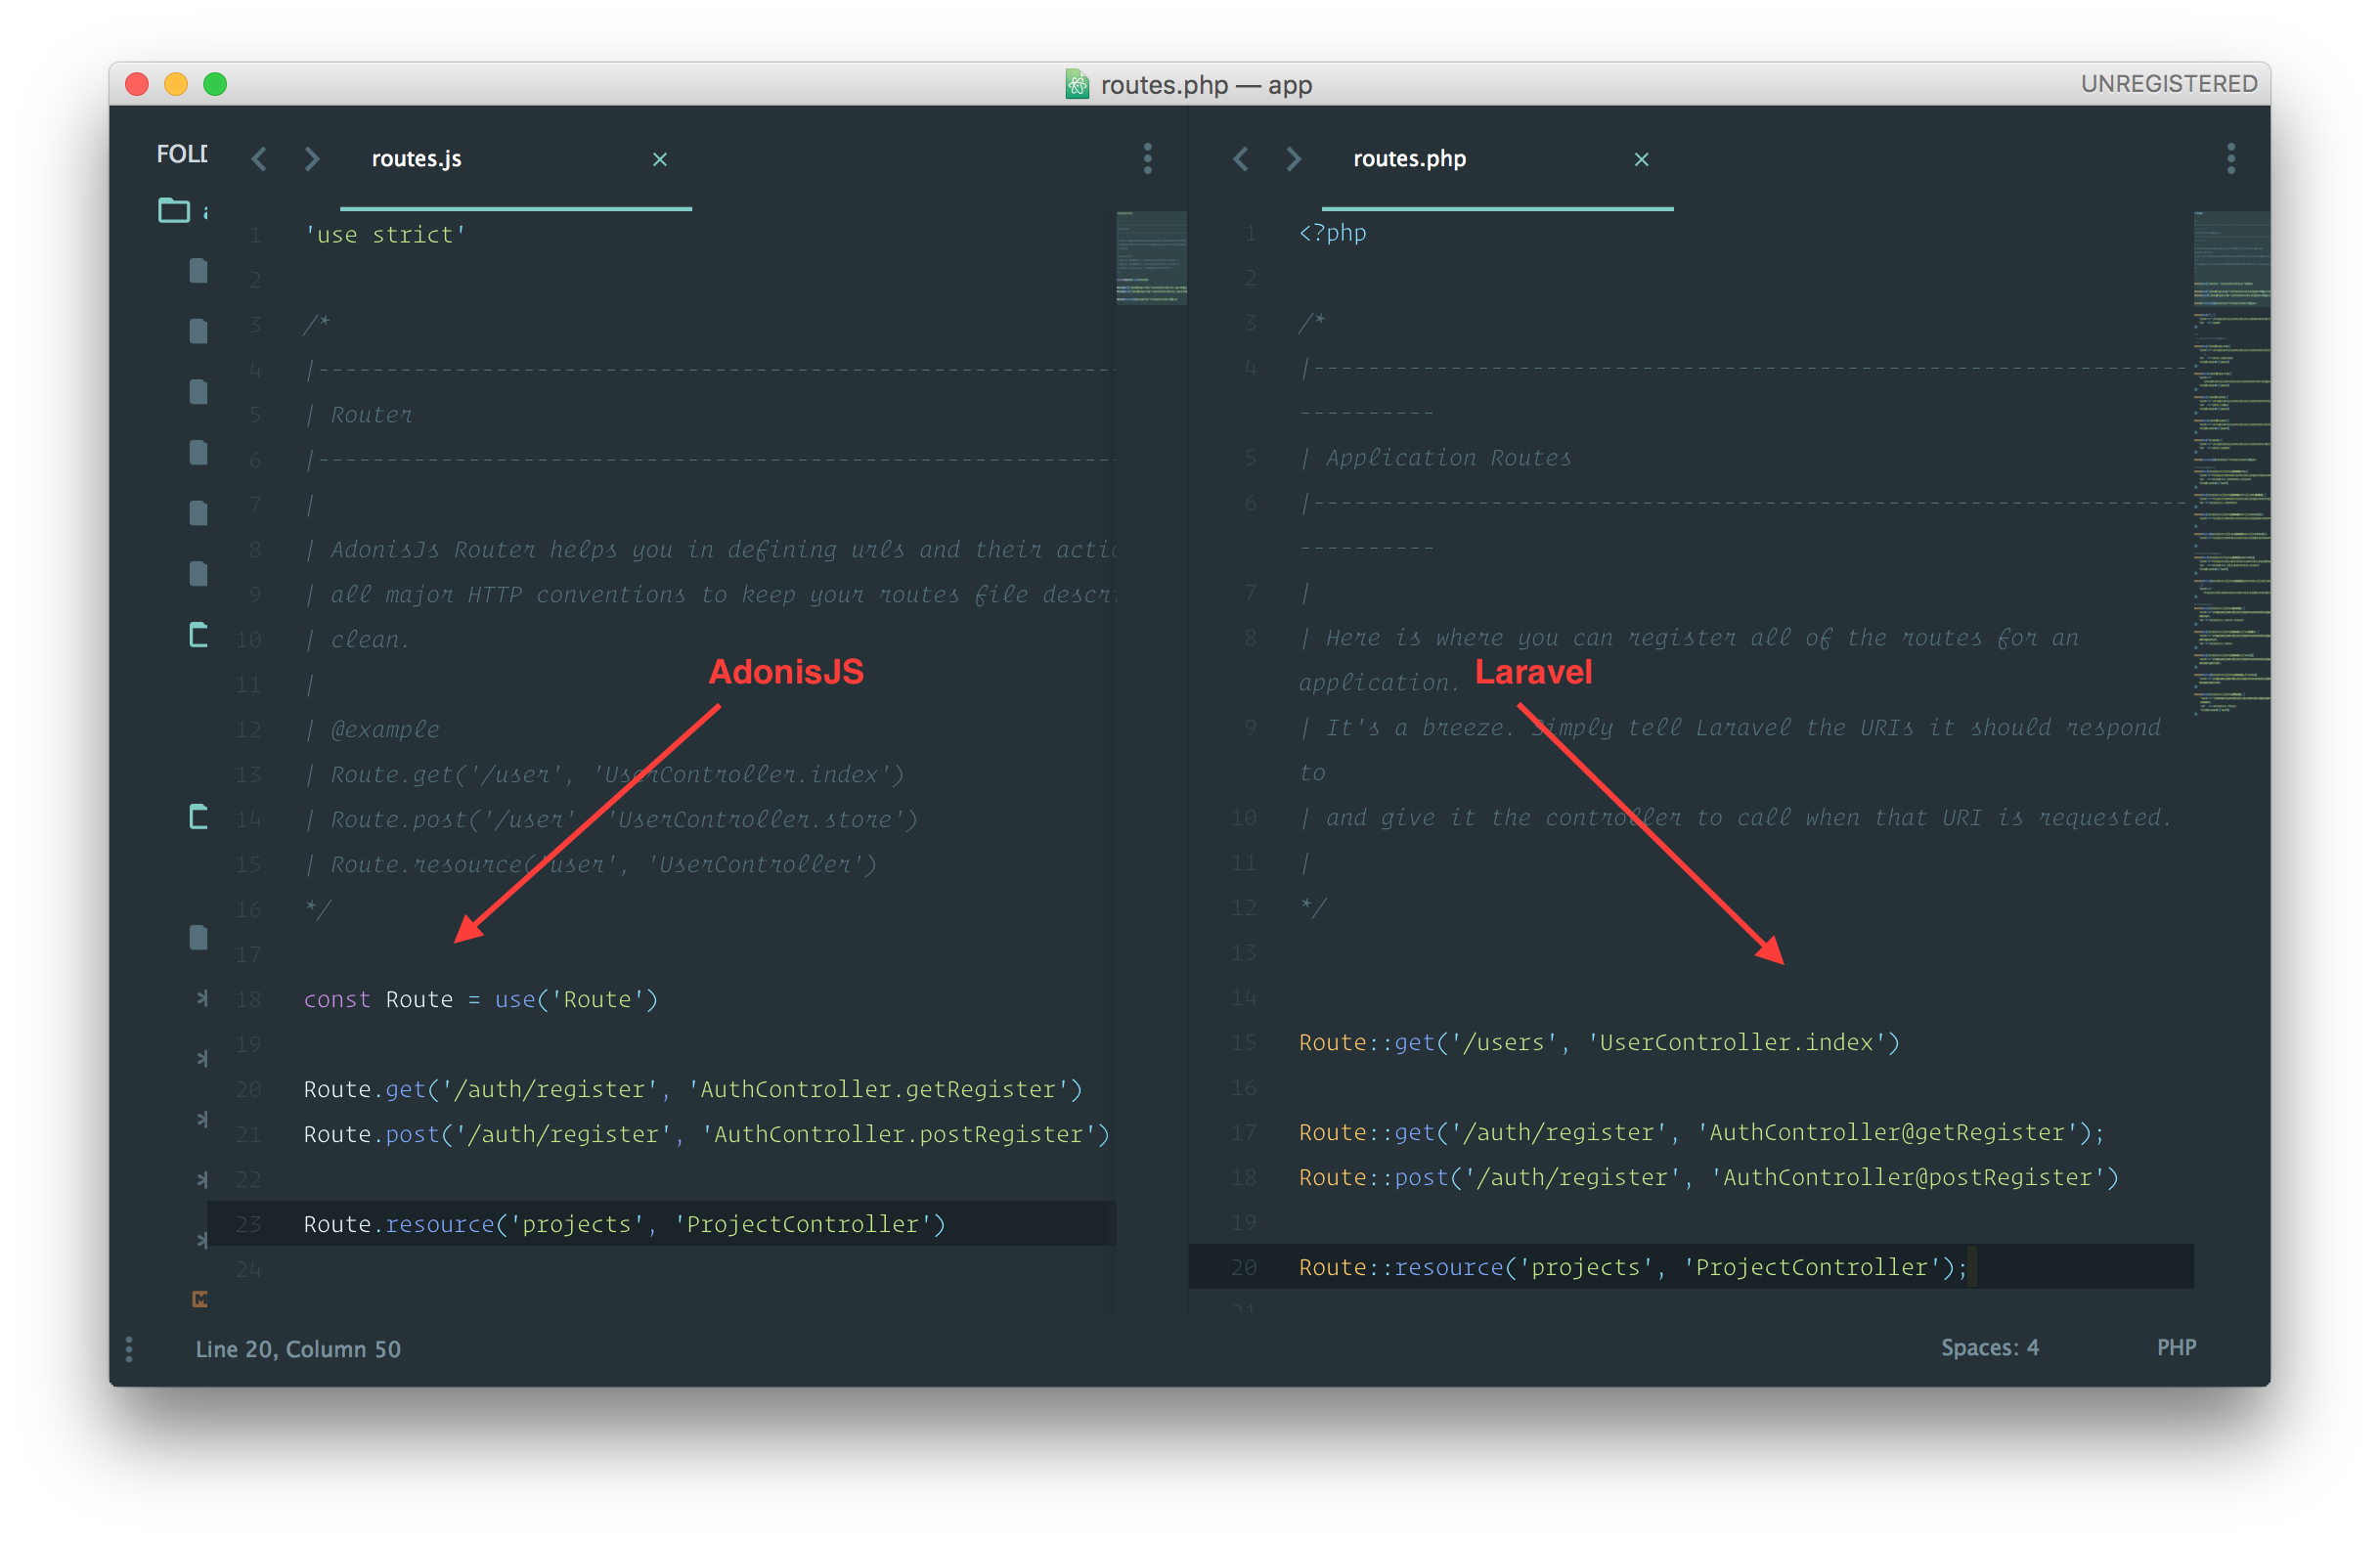 routes.php — app
UNREGISTERED
FOLD
routes.js
1 'use strict'
2
3 /*
4 |----------------------------------------------------------
5 | Router
6 |----------------------------------------------------------
7 |
8 | AdonisJs Router helps you in defining urls and their actio
9 | all major HTTP conventions to keep your routes file descri
10 | clean.
11 |
12 | @example
13 | Route.get('/user', 'UserController.index')
14 | Route.post('/user', 'UserController.store')
15 | Route.resource('user', 'UserController')
16 */
17
18 const Route = use('Route')
19
20 Route.get('/auth/register', 'AuthController.getRegister')
21 Route.post('/auth/register', 'AuthController.postRegister')
22
23 Route.resource('projects', 'ProjectController')
24
AdonisJS
routes.php
1 <?php
2
3 /*
4 |----------------------------------------------------------------
----------
5 | Application Routes
6 |----------------------------------------------------------------
----------
7 |
8 | Here is where you can register all of the routes for an
application.
9 | It's a breeze. Simply tell Laravel the URIs it should respond
to
10 | and give it the controller to call when that URI is requested.
11 |
12 */
13
14
15 Route::get('/users', 'UserController.index')
16
17 Route::get('/auth/register', 'AuthController@getRegister');
18 Route::post('/auth/register', 'AuthController@postRegister')
19
20 Route::resource('projects', 'ProjectController');
21
Laravel
Line 20, Column 50
Spaces: 4
PHP